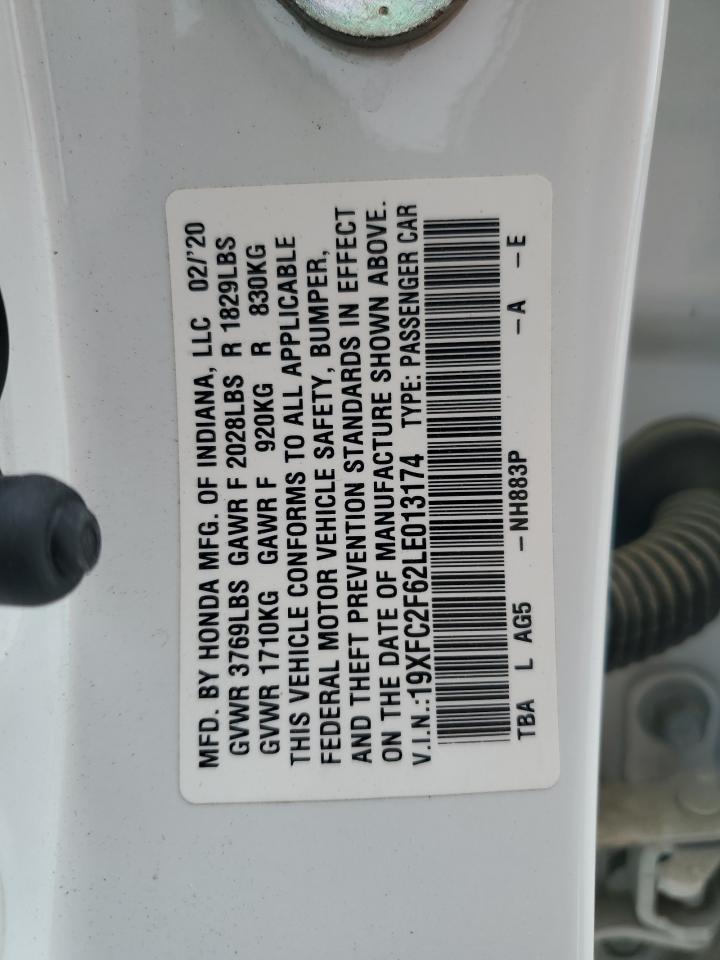 MFD. BY HONDA MFG. OF INDIANA, LLC 02/'20
GVWR 3769LBS GAWR F 2028LBS R 1829LBS
GVWR 1710KG GAWR F 920KG R 830KG
THIS VEHICLE CONFORMS TO ALL APPLICABLE
FEDERAL MOTOR VEHICLE SAFETY, BUMPER,
AND THEFT PREVENTION STANDARDS IN EFFECT
ON THE DATE OF MANUFACTURE SHOWN ABOVE.
V.I.N.:19XFC2F62LE013174 TYPE: PASSENGER CAR
TBA L AG5 -NH883P -A -E